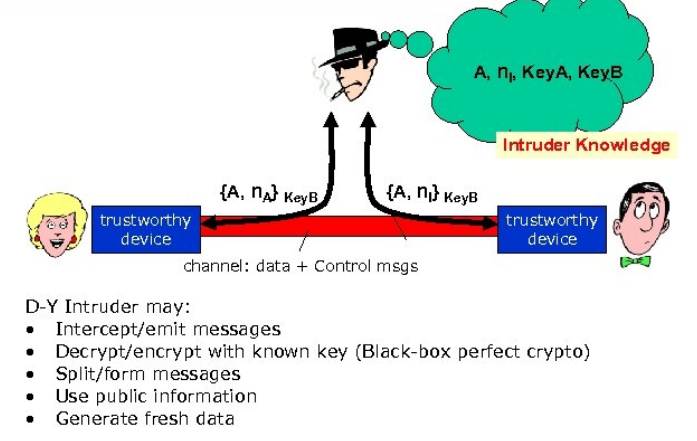 A, nI, KeyA, KeyB
Intruder Knowledge
{A, nA} KeyB
{A, nI} KeyB
trustworthy
device
trustworthy
device
channel: data + Control msgs
D-Y Intruder may:
• Intercept/emit messages
• Decrypt/encrypt with known key (Black-box perfect crypto)
• Split/form messages
• Use public information
• Generate fresh data